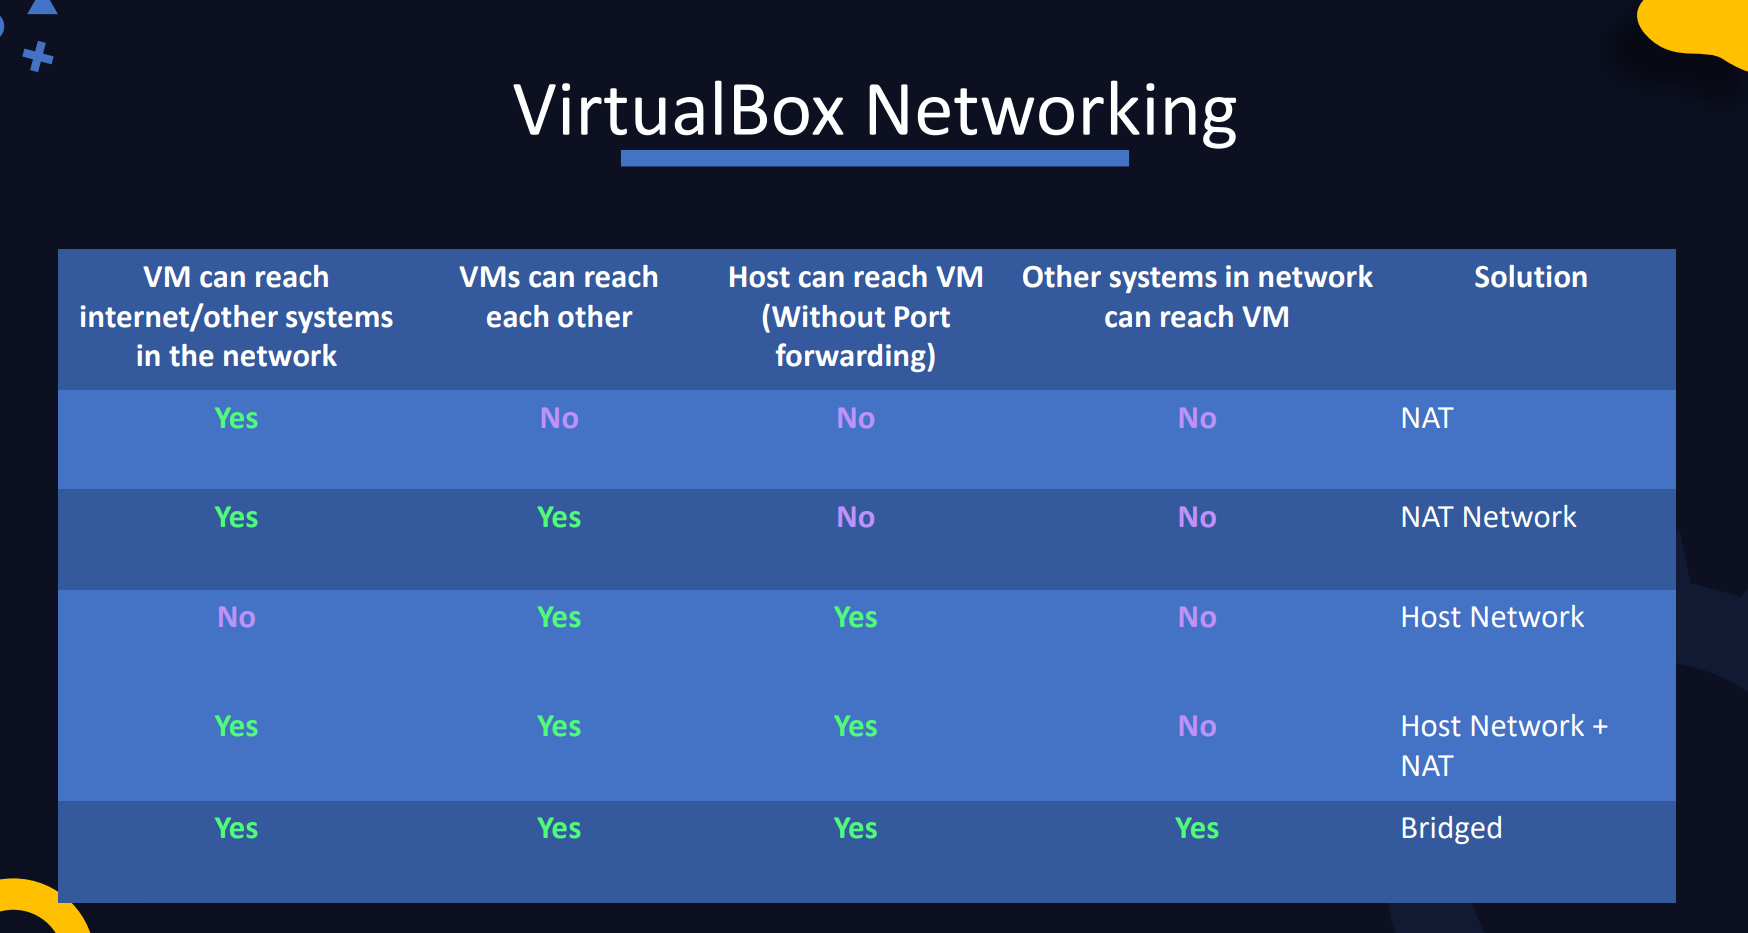 VirtualBox Networking
VM can reach
internet/other systems
in the network
VMs can reach
each other
Host can reach VM
(Without Port
forwarding)
Other systems in network
can reach VM
Solution
Yes No No No NAT
Yes Yes No No NAT Network
No Yes Yes No Host Network
Yes Yes Yes No Host Network +
NAT
Yes Yes Yes Yes Bridged